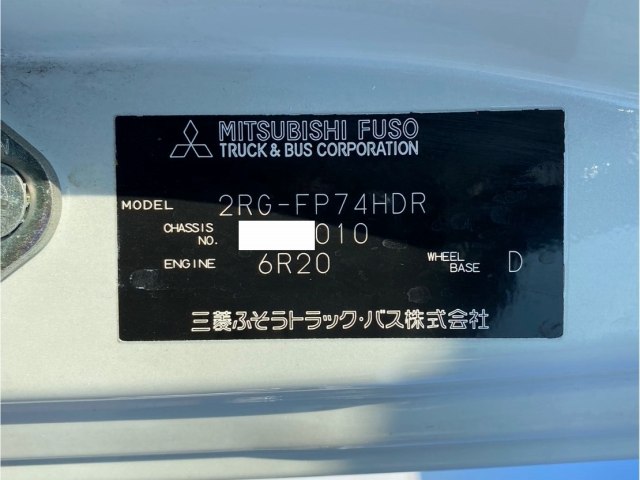 MITSUBISHI FUSO
TRUCK & BUS CORPORATION
MODEL 2RG-FP74HDR
CHASSIS NO. 010
ENGINE 6R20 WHEEL BASE D
三菱ふそうトラック・バス株式会社